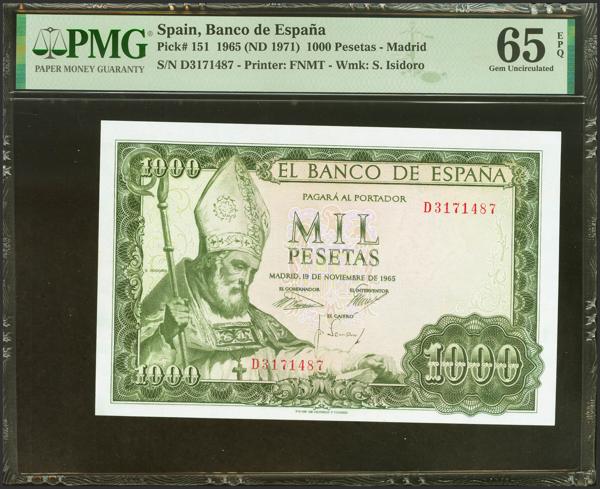 PMG®
PAPER MONEY GUARANTY
Spain, Banco de España
Pick# 151 1965 (ND 1971) 1000 Pesetas - Madrid
S/N D3171487 - Printer: FNMT - Wmk: S. Isidoro
65 EPQ
Gem Uncirculated
1000
EL BANCO DE ESPAÑA
PAGARÁ AL PORTADOR
D3171487
MIL
PESETAS
MADRID, 19 DE NOVIEMBRE DE 1965
EL GOBERNADOR
EL INTERVENTOR
EL CAJERO
S. ISIDORO
D3171487
1000
1000